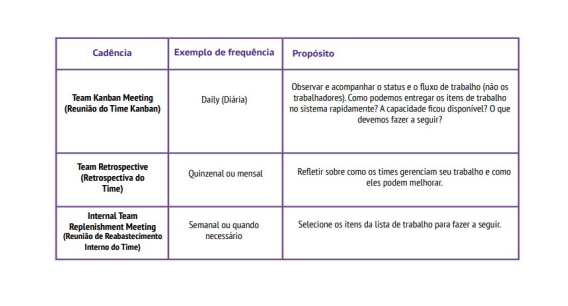 Cadência
Exemplo de frequência
Propósito
Team Kanban Meeting
(Reunião do Time Kanban)
Daily (Diária)
Observar e acompanhar o status e o fluxo de trabalho (não os
trabalhadores). Como podemos entregar os itens de trabalho
no sistema rapidamente? A capacidade ficou disponível? O que
devemos fazer a seguir?
Team Retrospective
(Retrospectiva do
Time)
Quinzenal ou mensal
Refletir sobre como os times gerenciam seu trabalho e como
eles podem melhorar.
Internal Team
Replenishment Meeting
(Reunião de Reabastecimento
Interno do Time)
Semanal ou quando
necessário
Selecione os itens da lista de trabalho para fazer a seguir.